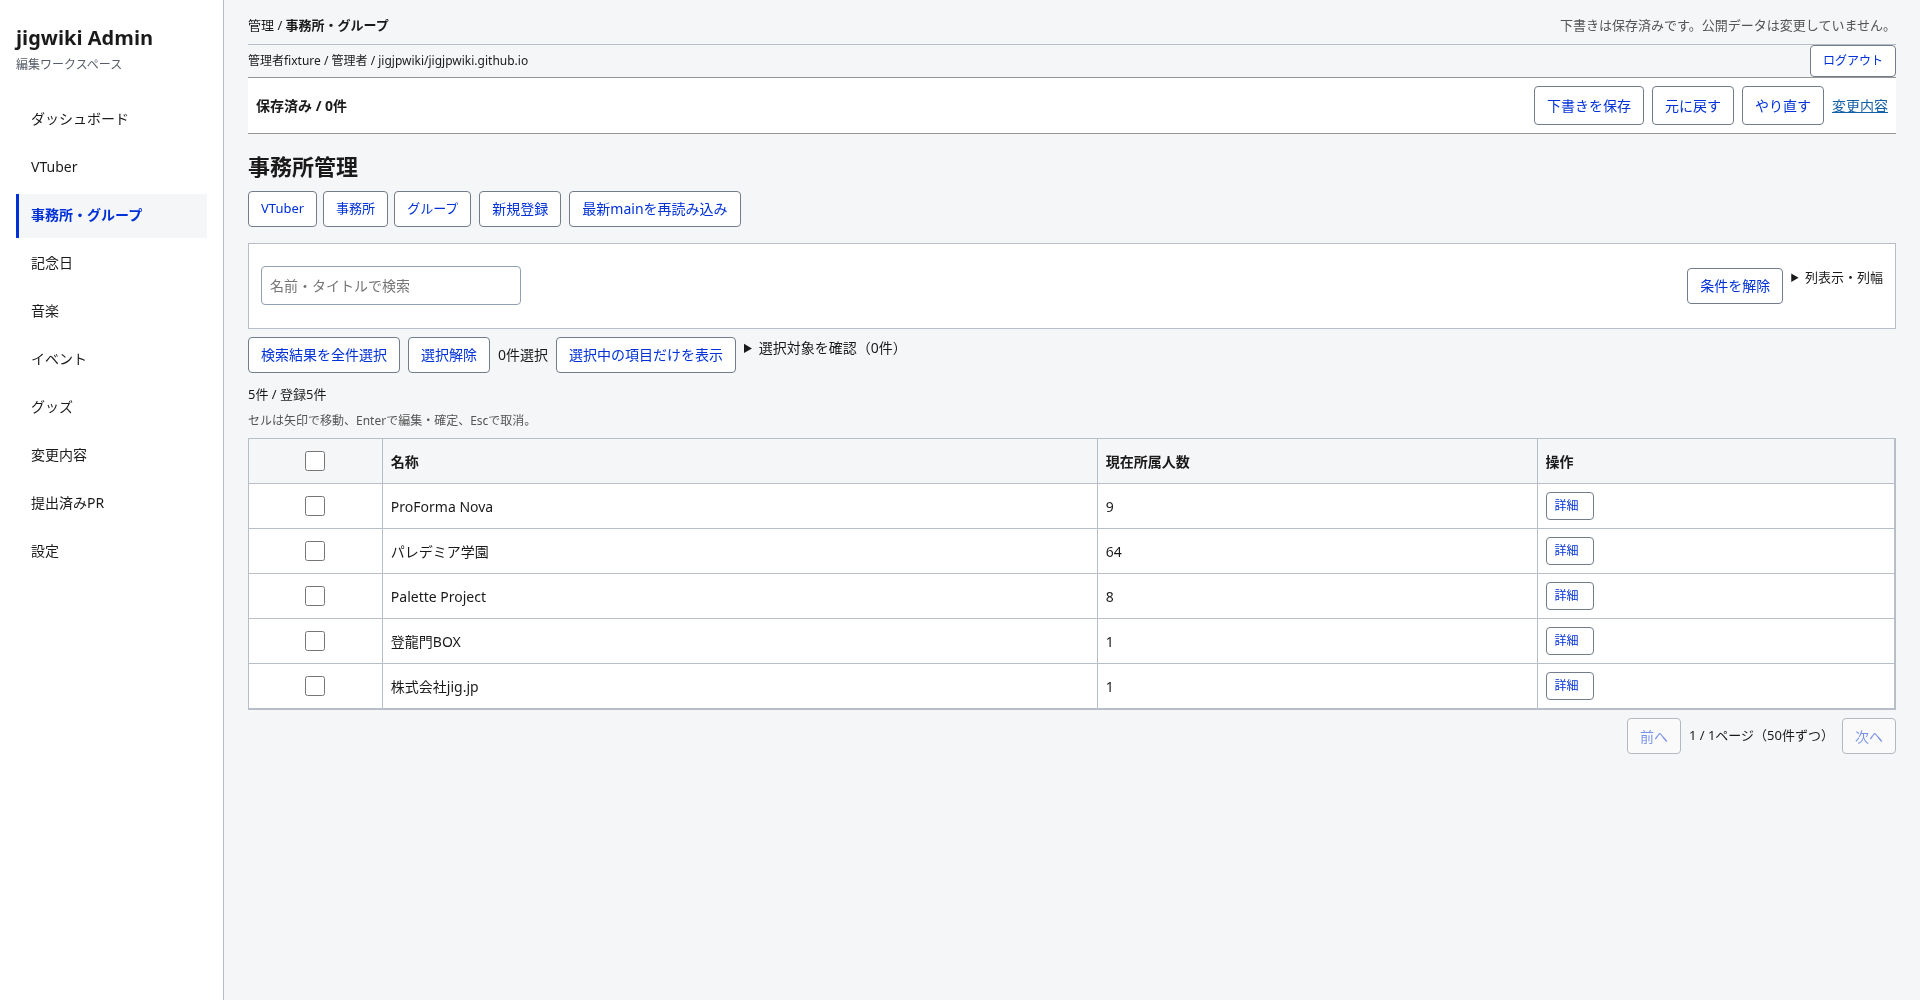 jigwiki Admin
編集ワークスペース
ダッシュボード
VTuber
事務所・グループ
記念日
音楽
イベント
グッズ
変更内容
提出済みPR
設定
管理 / 事務所・グループ
下書きは保存済みです。公開データは変更していません。
管理者fixture / 管理者 / jigjpwiki/jigjpwiki.github.io
ログアウト
保存済み / 0件
下書きを保存 元に戻す やり直す 変更内容
事務所管理
VTuber 事務所 グループ 新規登録 最新mainを再読み込み
名前・タイトルで検索
条件を解除 ▶ 列表示・列幅
検索結果を全件選択 選択解除 0件選択 選択中の項目だけを表示 ▶ 選択対象を確認（0件）
5件 / 登録5件
セルは矢印で移動、Enterで編集・確定、Escで取消。
名称 現在所属人数 操作
ProForma Nova 9 詳細
パレデミア学園 64 詳細
Palette Project 8 詳細
登龍門BOX 1 詳細
株式会社jig.jp 1 詳細
前へ 1 / 1ページ（50件ずつ） 次へ